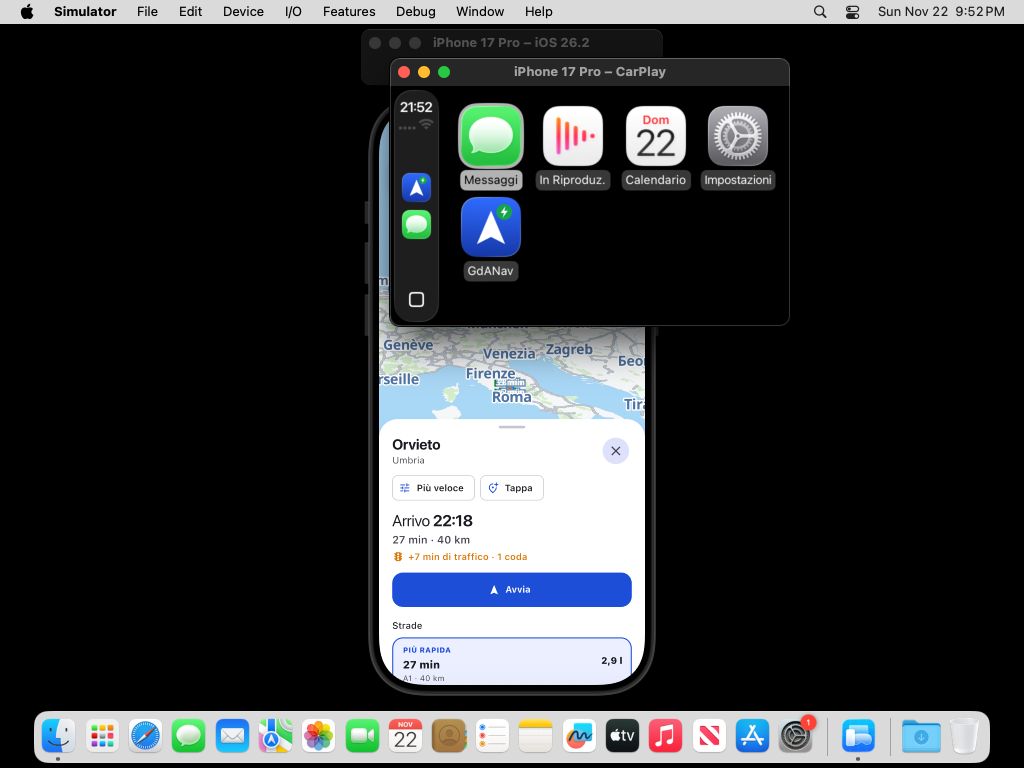 Simulator File Edit Device I/O Features Debug Window Help Sun Nov 22 9:52 PM
iPhone 17 Pro – iOS 26.2
iPhone 17 Pro – CarPlay
21:52
Messaggi
In Riproduz.
Dom
22
Calendario
Impostazioni
GdANav
Genève
Venezia
Zagreb
Firenze
Roma
Orvieto
Umbria
Più veloce
Tappa
Arrivo 22:18
27 min · 40 km
+7 min di traffico · 1 coda
Avvia
Strade
PIÙ RAPIDA
27 min
2,9 l
A1 · 40 km
NOV
22
tv
1